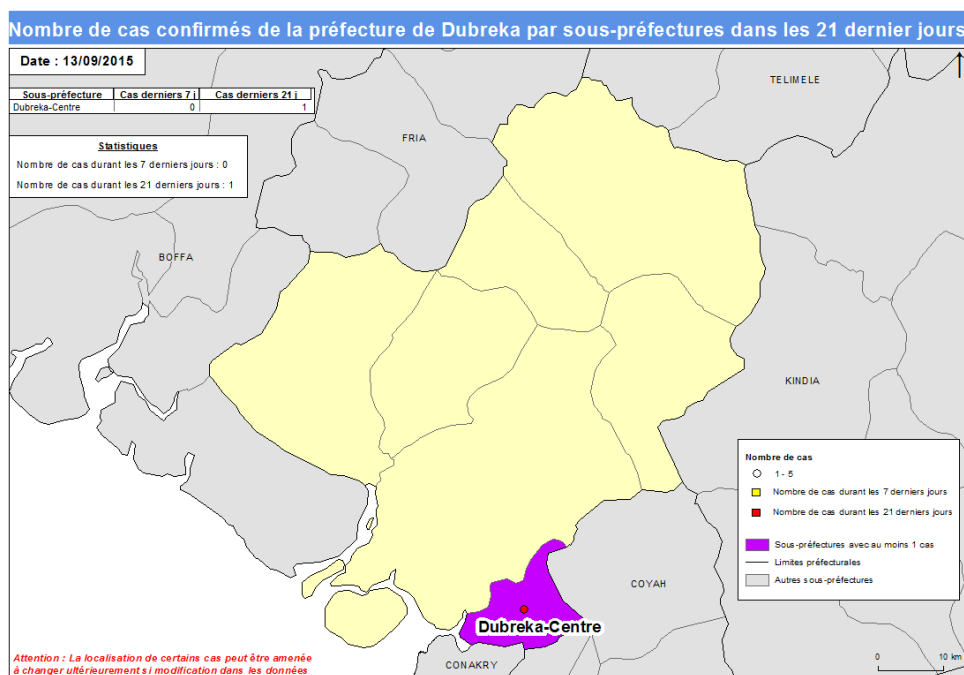 Nombre de cas confirmés de la préfecture de Dubreka par sous-préfectures dans les 21 dernier jours
Date : 13/09/2015
Sous-préfecture Cas derniers 7 j Cas derniers 21 j
Dubreka-Centre 0 1
Statistiques
Nombre de cas durant les 7 derniers jours : 0
Nombre de cas durant les 21 derniers jours : 1
TELIMELE
FRIA
BOFFA
KINDIA
Nombre de cas
1 - 5
Nombre de cas durant les 7 derniers jours
Nombre de cas durant les 21 derniers jours
Sous-préfectures avec au moins 1 cas
Limites préfecturales
Autres sous-préfectures
COYAH
Dubreka-Centre
CONAKRY
Attention : La localisation de certains cas peut être amenée
à changer ultérieurement si modification dans les données
0 10 km